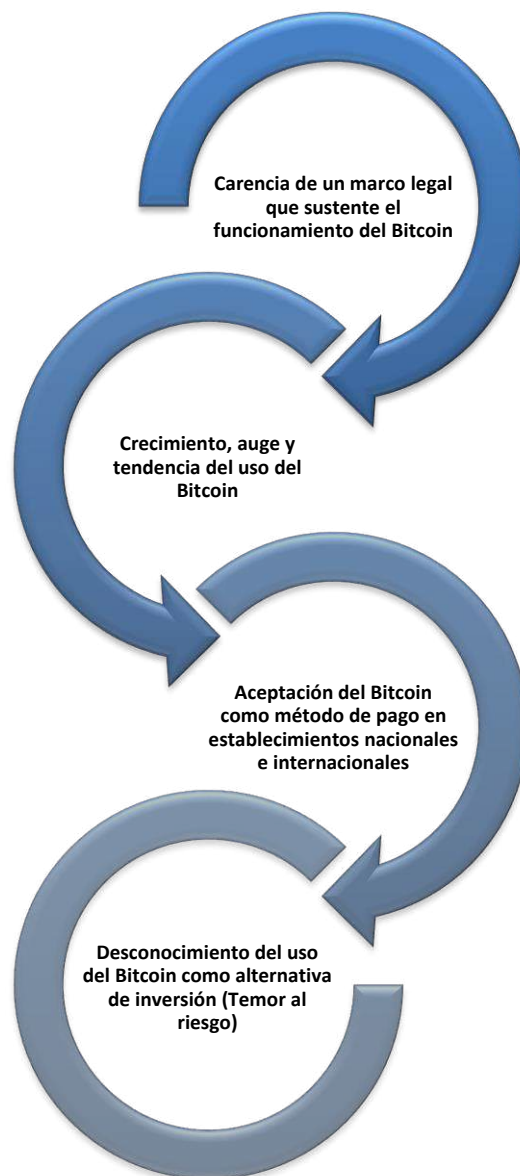 Carencia de un marco legal
que sustente el
funcionamiento del Bitcoin
Crecimiento, auge y
tendencia del uso del
Bitcoin
Aceptación del Bitcoin
como método de pago en
establecimientos nacionales
e internacionales
Desconocimiento del uso
del Bitcoin como alternativa
de inversión (Temor al
riesgo)